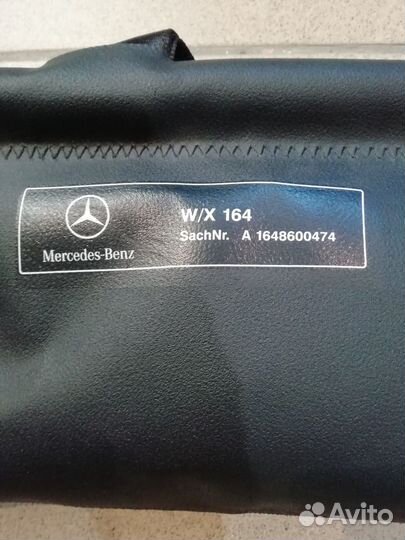 W/X 164
SachNr. A 1648600474
Mercedes-Benz
Avito